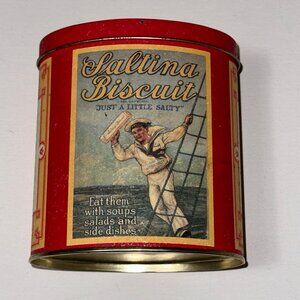 Saltina
Biscuit
"JUST A LITTLE SALTY"
Eat them
with soups
salads and
side dishes